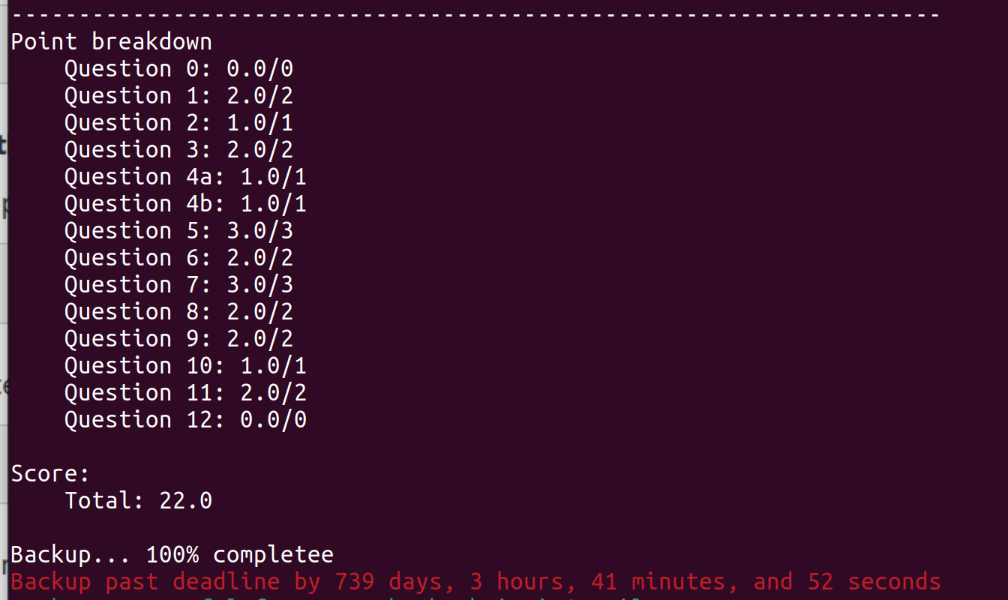 ---------------------------------------------------------------------
Point breakdown
    Question 0: 0.0/0
    Question 1: 2.0/2
    Question 2: 1.0/1
    Question 3: 2.0/2
    Question 4a: 1.0/1
    Question 4b: 1.0/1
    Question 5: 3.0/3
    Question 6: 2.0/2
    Question 7: 3.0/3
    Question 8: 2.0/2
    Question 9: 2.0/2
    Question 10: 1.0/1
    Question 11: 2.0/2
    Question 12: 0.0/0
Score:
    Total: 22.0
Backup... 100% completee
Backup past deadline by 739 days, 3 hours, 41 minutes, and 52 seconds